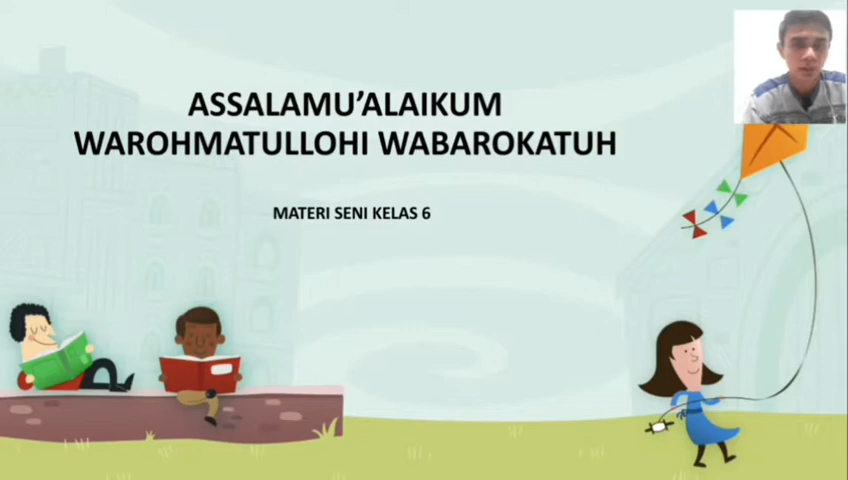 ASSALAMU’ALAIKUM
WAROHMATULLOHI WABAROKATUH
MATERI SENI KELAS 6